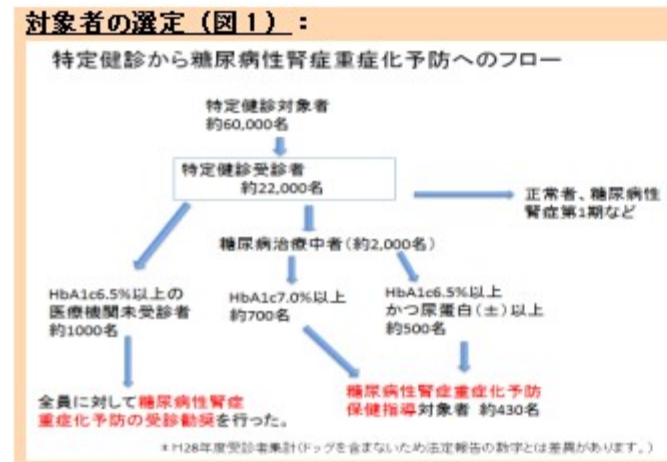 対象者の選定（図１）：
特定健診から糖尿病性腎症重症化予防へのフロー
特定健診対象者
約60,000名
特定健診受診者
約22,000名
正常者、糖尿病性
腎症第1期など
糖尿病治療中者（約2,000名）
HbA1c6.5%以上の
医療機関未受診者
約1000名
HbA1c7.0%以上
約700名
HbA1c6.5%以上
かつ尿蛋白（±）以上
約500名
全員に対して糖尿病性腎症
重症化予防の受診勧奨を行った。
糖尿病性腎症重症化予防
保健指導対象者 約430名
＊H28年度受診者集計（ドッグを含まないため法定報告の数字とは差異があります。）